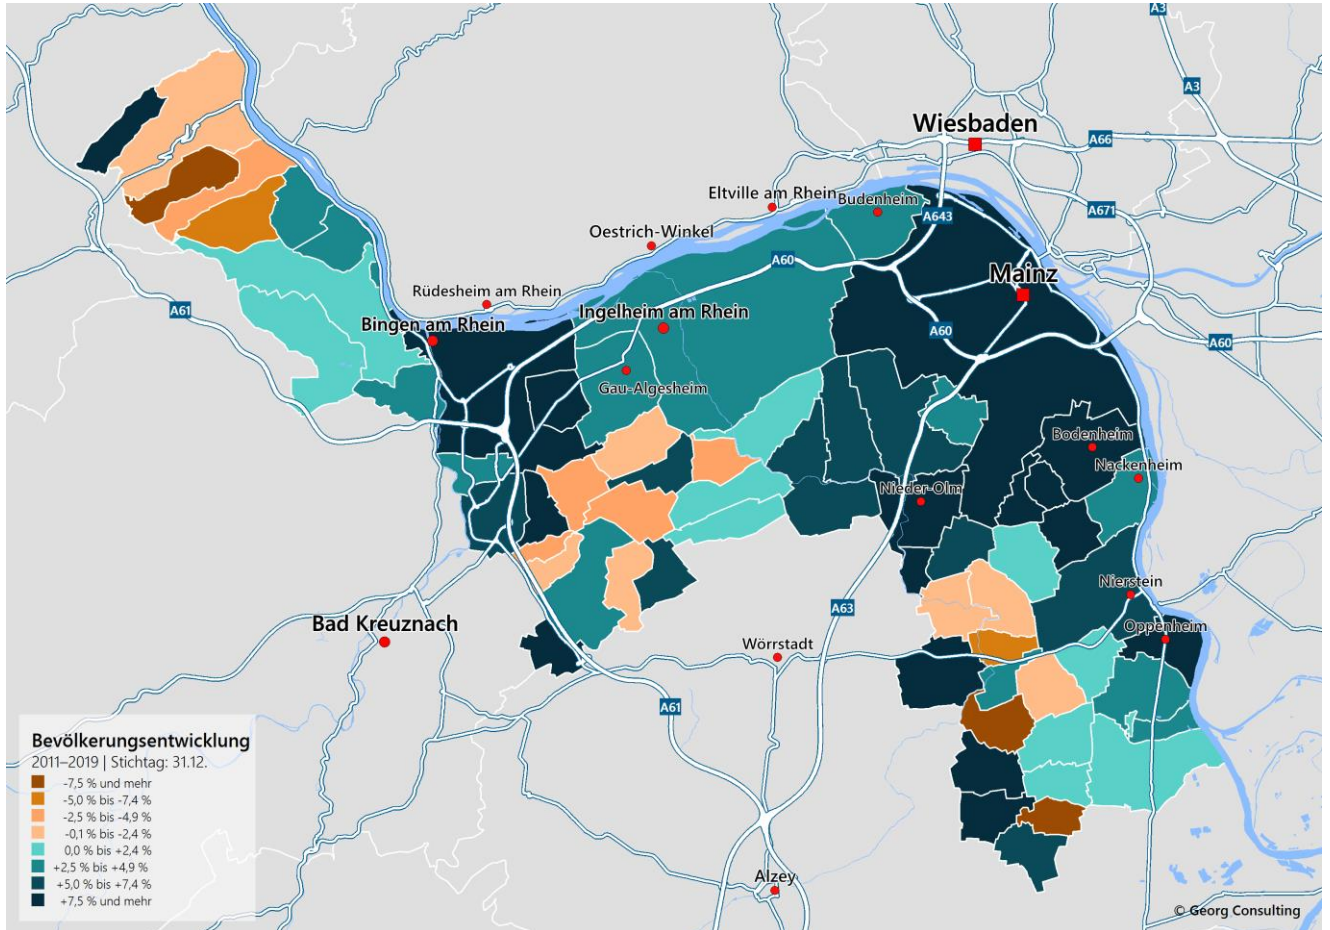 A3
A3
Wiesbaden
A66
Eltville am Rhein
Budenheim
A671
A643
Oestrich-Winkel
A60
Mainz
Rüdesheim am Rhein
A61
Bingen am Rhein
Ingelheim am Rhein
A60
A60
Gau-Algesheim
Bodenheim
Nackenheim
Nieder-Olm
Nierstein
A63
Bad Kreuznach
Oppenheim
Wörrstadt
A61
Bevölkerungsentwicklung
2011–2019 | Stichtag: 31.12.
-7,5 % und mehr
-5,0 % bis -7,4 %
-2,5 % bis -4,9 %
-0,1 % bis -2,4 %
0,0 % bis +2,4 %
+2,5 % bis +4,9 %
+5,0 % bis +7,4 %
+7,5 % und mehr
Alzey
© Georg Consulting